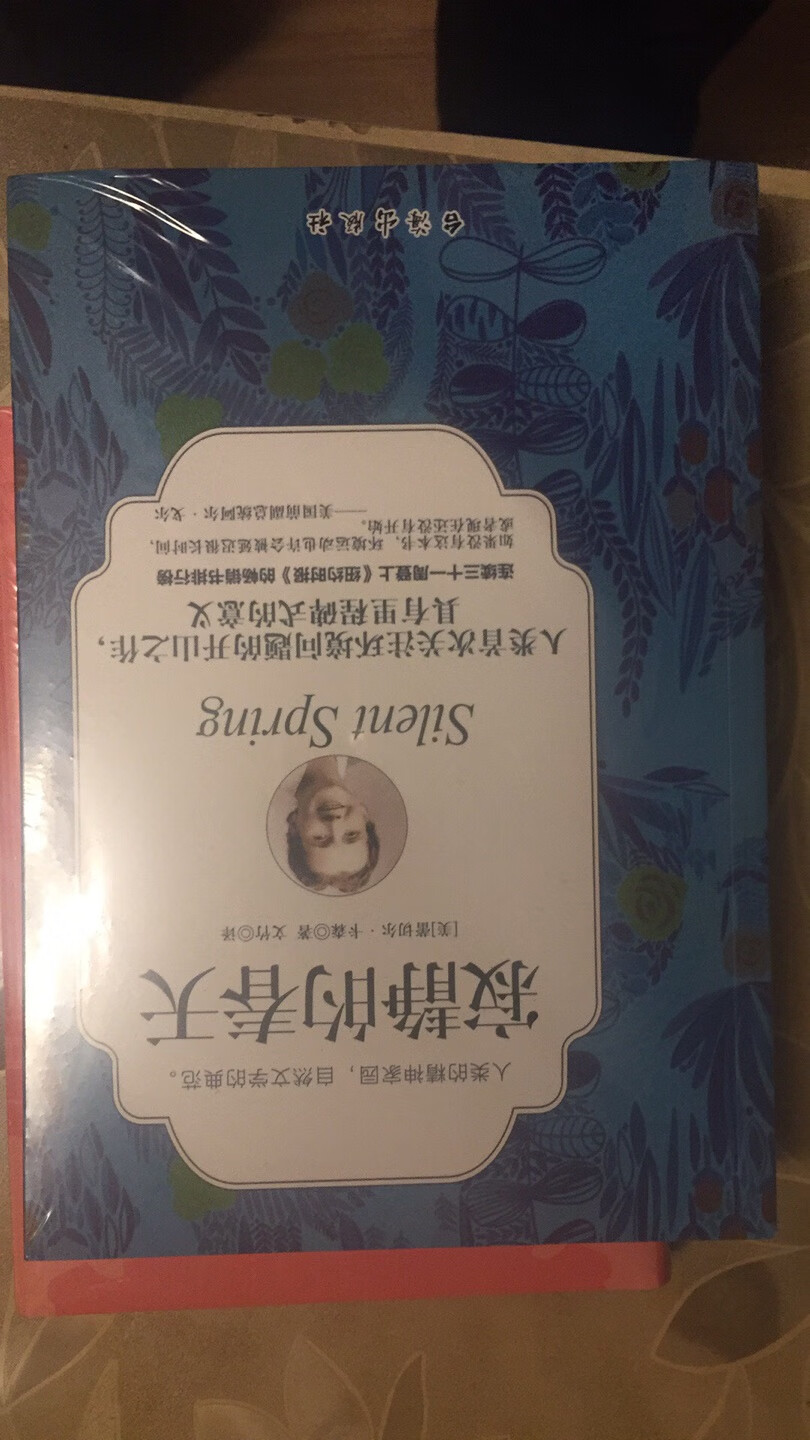 人类的精神家园，自然文学的典范。
寂静的春天
[美]蕾切尔·卡森◎著 文竹◎译
Silent Spring
人类首次关注环境问题的开山之作，
具有里程碑式的意义
连续三十一周登上《纽约时报》的畅销书排行榜
如果没有这本书，环境运动也许会被延迟很长时间，
或者现在还没有开始。
——美国前副总统阿尔·戈尔
台海出版社